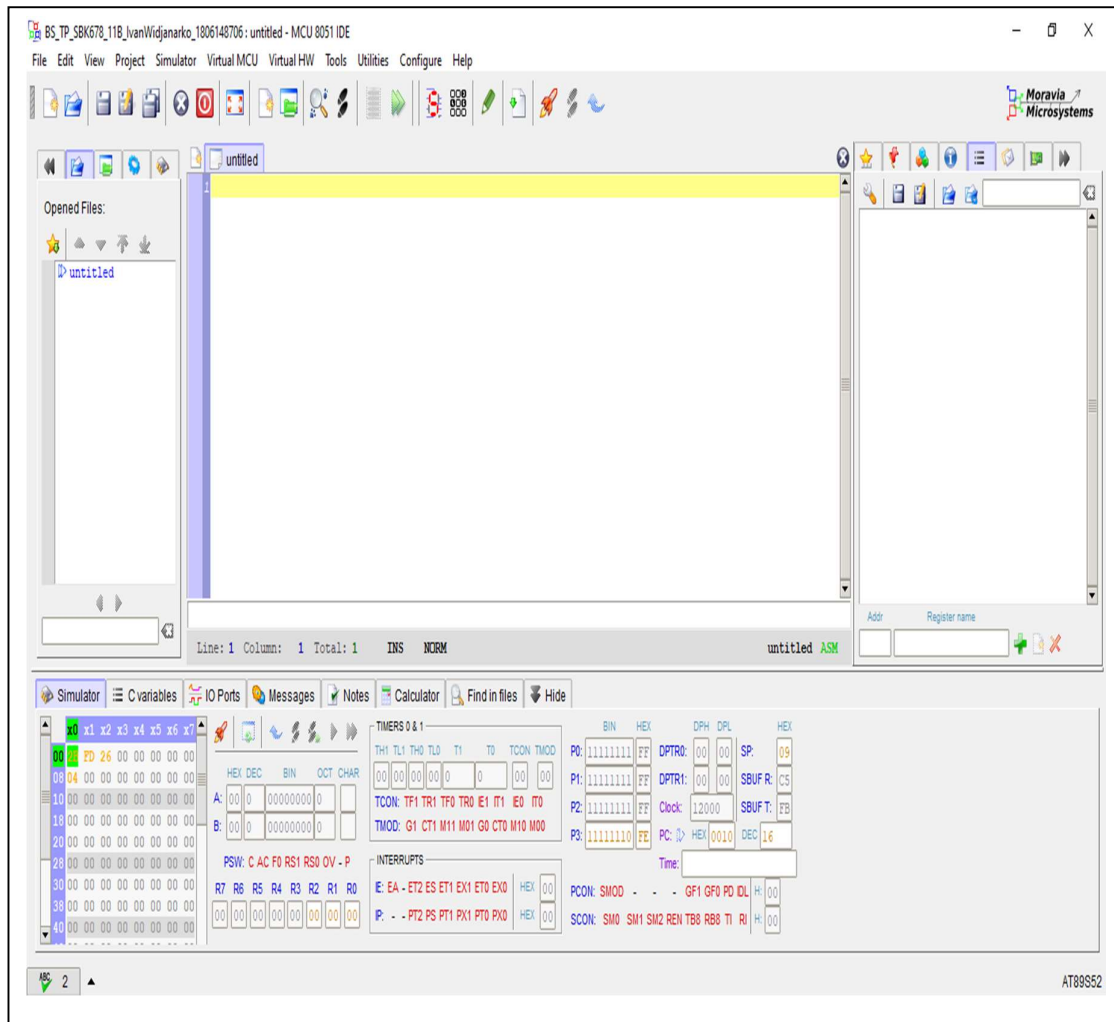 BS_TP_SBK678_11B_IvanWidjanarko_1806148706 : untitled - MCU 8051 IDE
File Edit View Project Simulator Virtual MCU Virtual HW Tools Utilities Configure Help
Moravia
Microsystems
untitled
1
Opened Files:
untitled
Addr Register name
Line: 1 Column: 1 Total: 1 INS NORM untitled ASM
Simulator C variables IO Ports Messages Notes Calculator Find in files Hide
x0 x1 x2 x3 x4 x5 x6 x7
00 2E FD 26 00 00 00 00 00
08 04 00 00 00 00 00 00 00
10 00 00 00 00 00 00 00 00
18 00 00 00 00 00 00 00 00
20 00 00 00 00 00 00 00 00
28 00 00 00 00 00 00 00 00
30 00 00 00 00 00 00 00 00
38 00 00 00 00 00 00 00 00
40 00 00 00 00 00 00 00 00
HEX DEC BIN OCT CHAR
A: 00 0 00000000 0
B: 00 0 00000000 0
PSW: C AC F0 RS1 RS0 OV - P
R7 R6 R5 R4 R3 R2 R1 R0
00 00 00 00 00 00 00 00
TIMERS 0 & 1
TH1 TL1 TH0 TL0 T1 T0 TCON TMOD
00 00 00 00 0 0 00 00
TCON: TF1 TR1 TF0 TR0 IE1 IT1 IE0 IT0
TMOD: G1 CT1 M11 M01 G0 CT0 M10 M00
INTERRUPTS
IE: EA - ET2 ES ET1 EX1 ET0 EX0 HEX 00
IP: - - PT2 PS PT1 PX1 PT0 PX0 HEX 00
BIN HEX DPH DPL HEX
P0: 11111111 FF DPTR0: 00 00 SP: 09
P1: 11111111 FF DPTR1: 00 00 SBUF R: C5
P2: 11111111 FF Clock: 12000 SBUF T: FB
P3: 11111110 FE PC: HEX 0010 DEC 16
Time:
PCON: SMOD - - - GF1 GF0 PD IDL H: 00
SCON: SM0 SM1 SM2 REN TB8 RB8 TI RI H: 00
ABC 2 AT89S52